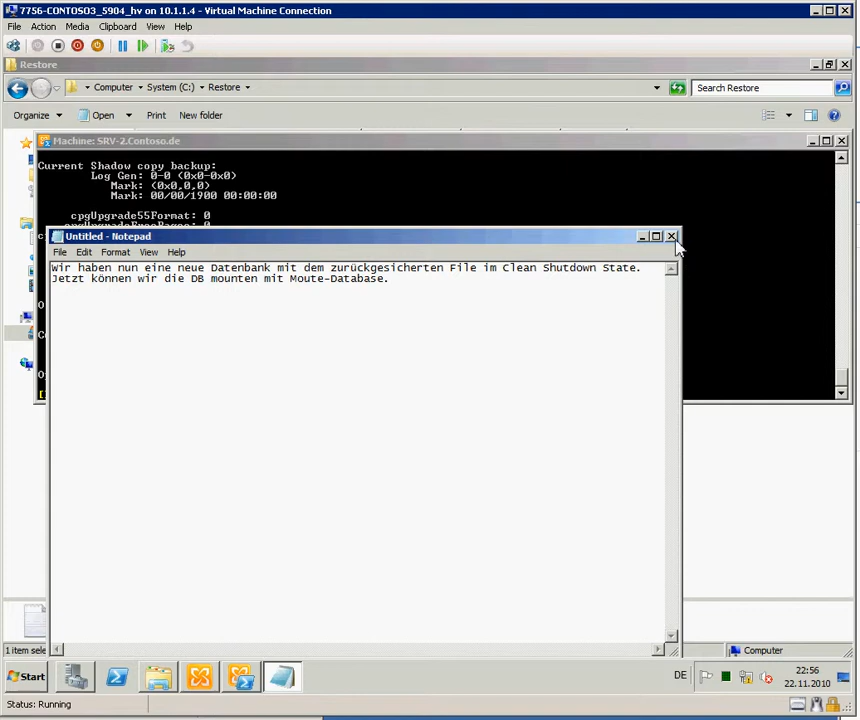 7756-CONTOSO3_5904_hv on 10.1.1.4 - Virtual Machine Connection
File Action Media Clipboard View Help
Restore
Computer System (C:) Restore
Search Restore
Organize Open Print New folder
Machine: SRV-2.Contoso.de
Current Shadow copy backup:
Log Gen: 0-0 (0x0-0x0)
Mark: (0x0,0,0)
Mark: 00/00/1900 00:00:00
cpgUpgrade55Format: 0
Untitled - Notepad
File Edit Format View Help
Wir haben nun eine neue Datenbank mit dem zurückgesicherten File im Clean Shutdown State.
Jetzt können wir die DB mounten mit Moute-Database.
1 item sele
Computer
Start
DE
22:56
22.11.2010
Status: Running